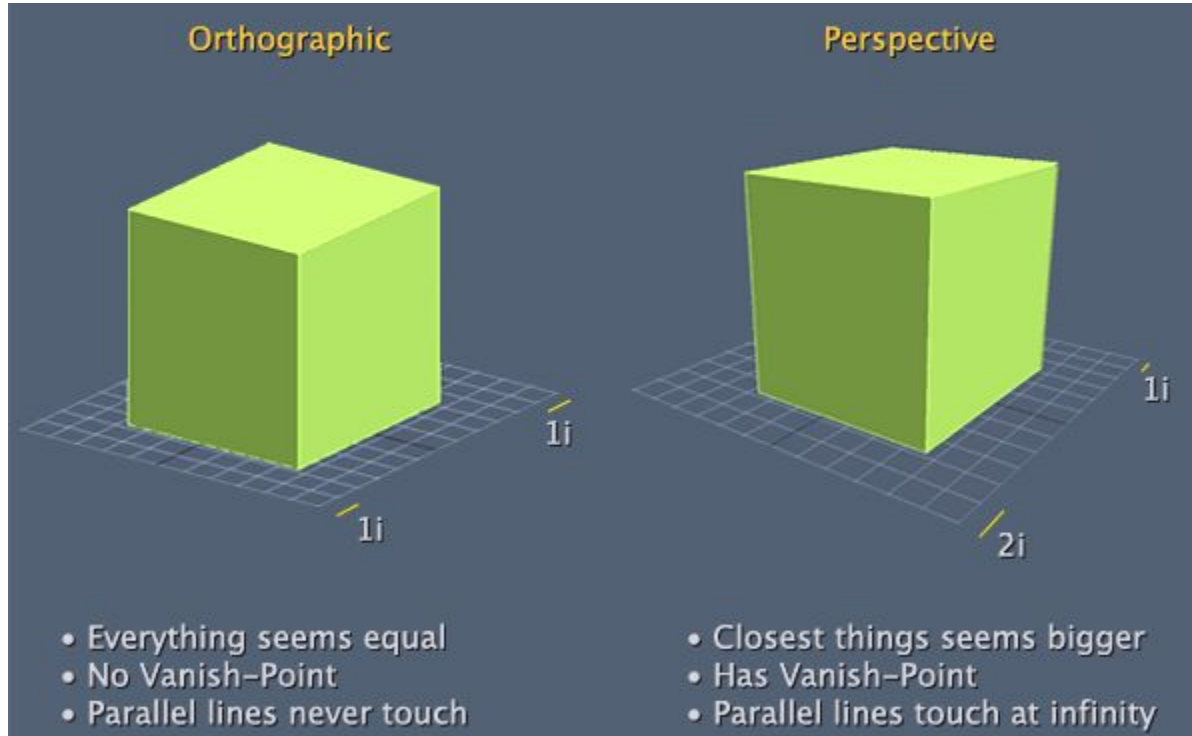 Orthographic
Perspective
1i
1i
1i
2i
• Everything seems equal
• No Vanish-Point
• Parallel lines never touch
• Closest things seems bigger
• Has Vanish-Point
• Parallel lines touch at infinity